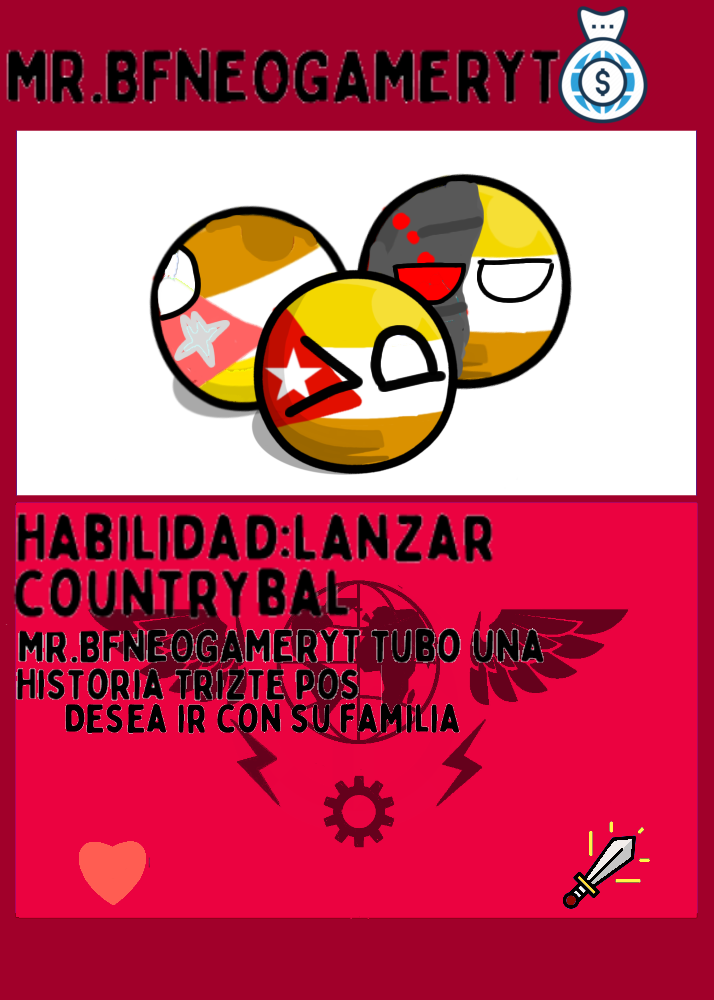 MR.BFNEOGAMERYT
$
HABILIDAD:LANZAR
COUNTRYBAL
MR.BFNEOGAMERYT TUBO UNA
HISTORIA TRIZTE POS
DESEA IR CON SU FAMILIA